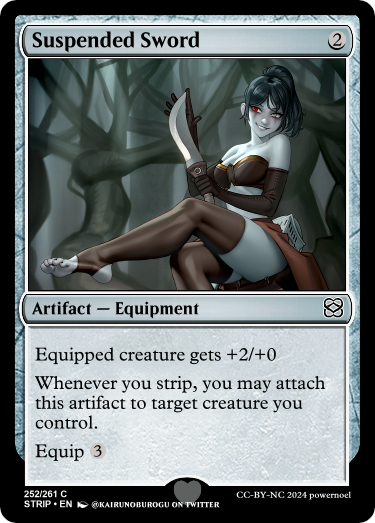 Suspended Sword 2
Artifact — Equipment
Equipped creature gets +2/+0
Whenever you strip, you may attach
this artifact to target creature you
control.
Equip 3
252/261 C
STRIP • EN @KAIRUNOBUROGU ON TWITTER
CC-BY-NC 2024 powernoel